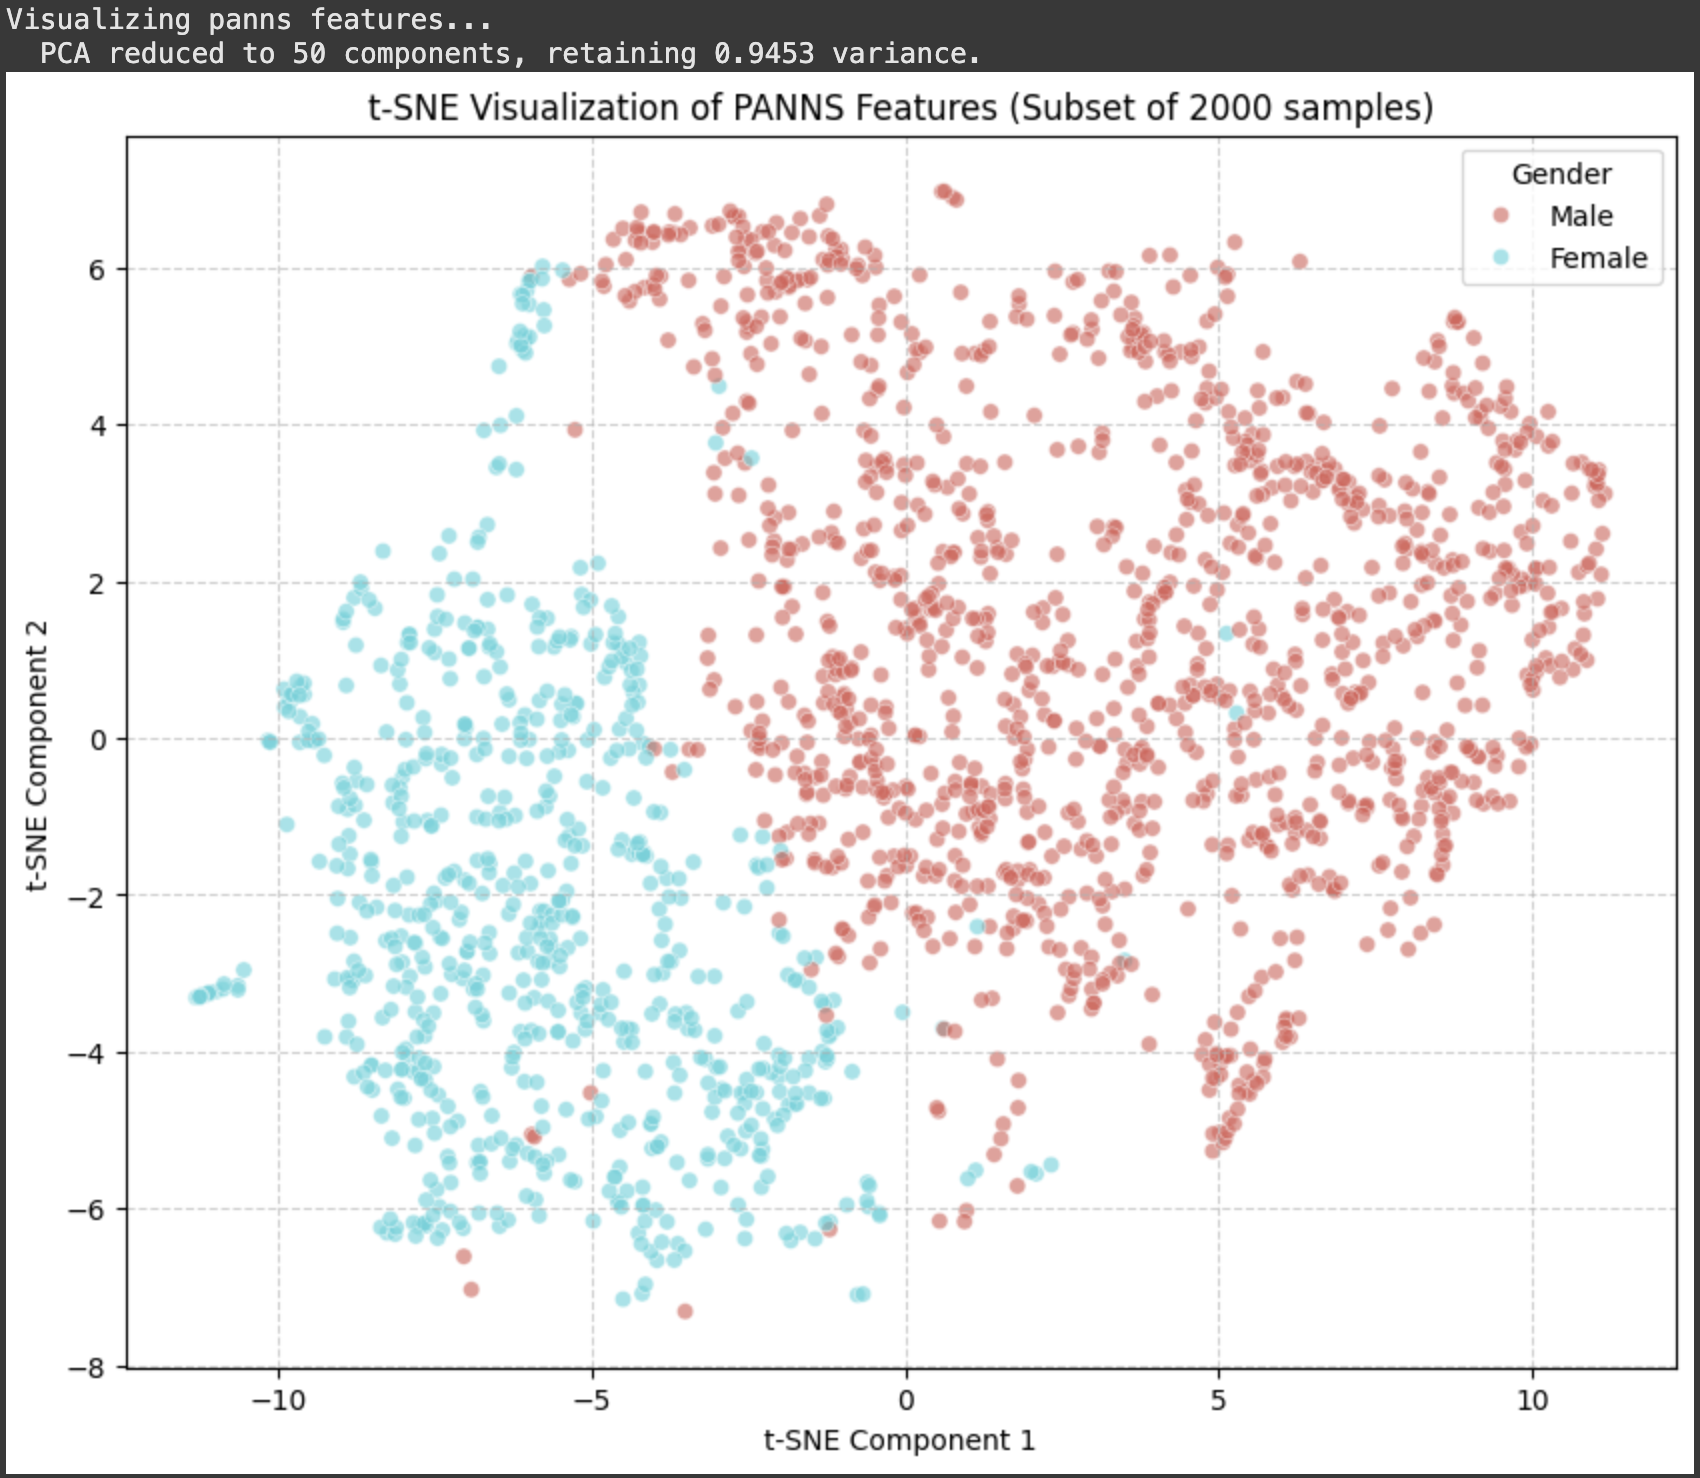 Visualizing panns features...
PCA reduced to 50 components, retaining 0.9453 variance.
t-SNE Visualization of PANNS Features (Subset of 2000 samples)
Gender
Male
Female
6
4
2
0
−2
−4
−6
−8
t-SNE Component 2
−10
−5
0
5
10
t-SNE Component 1